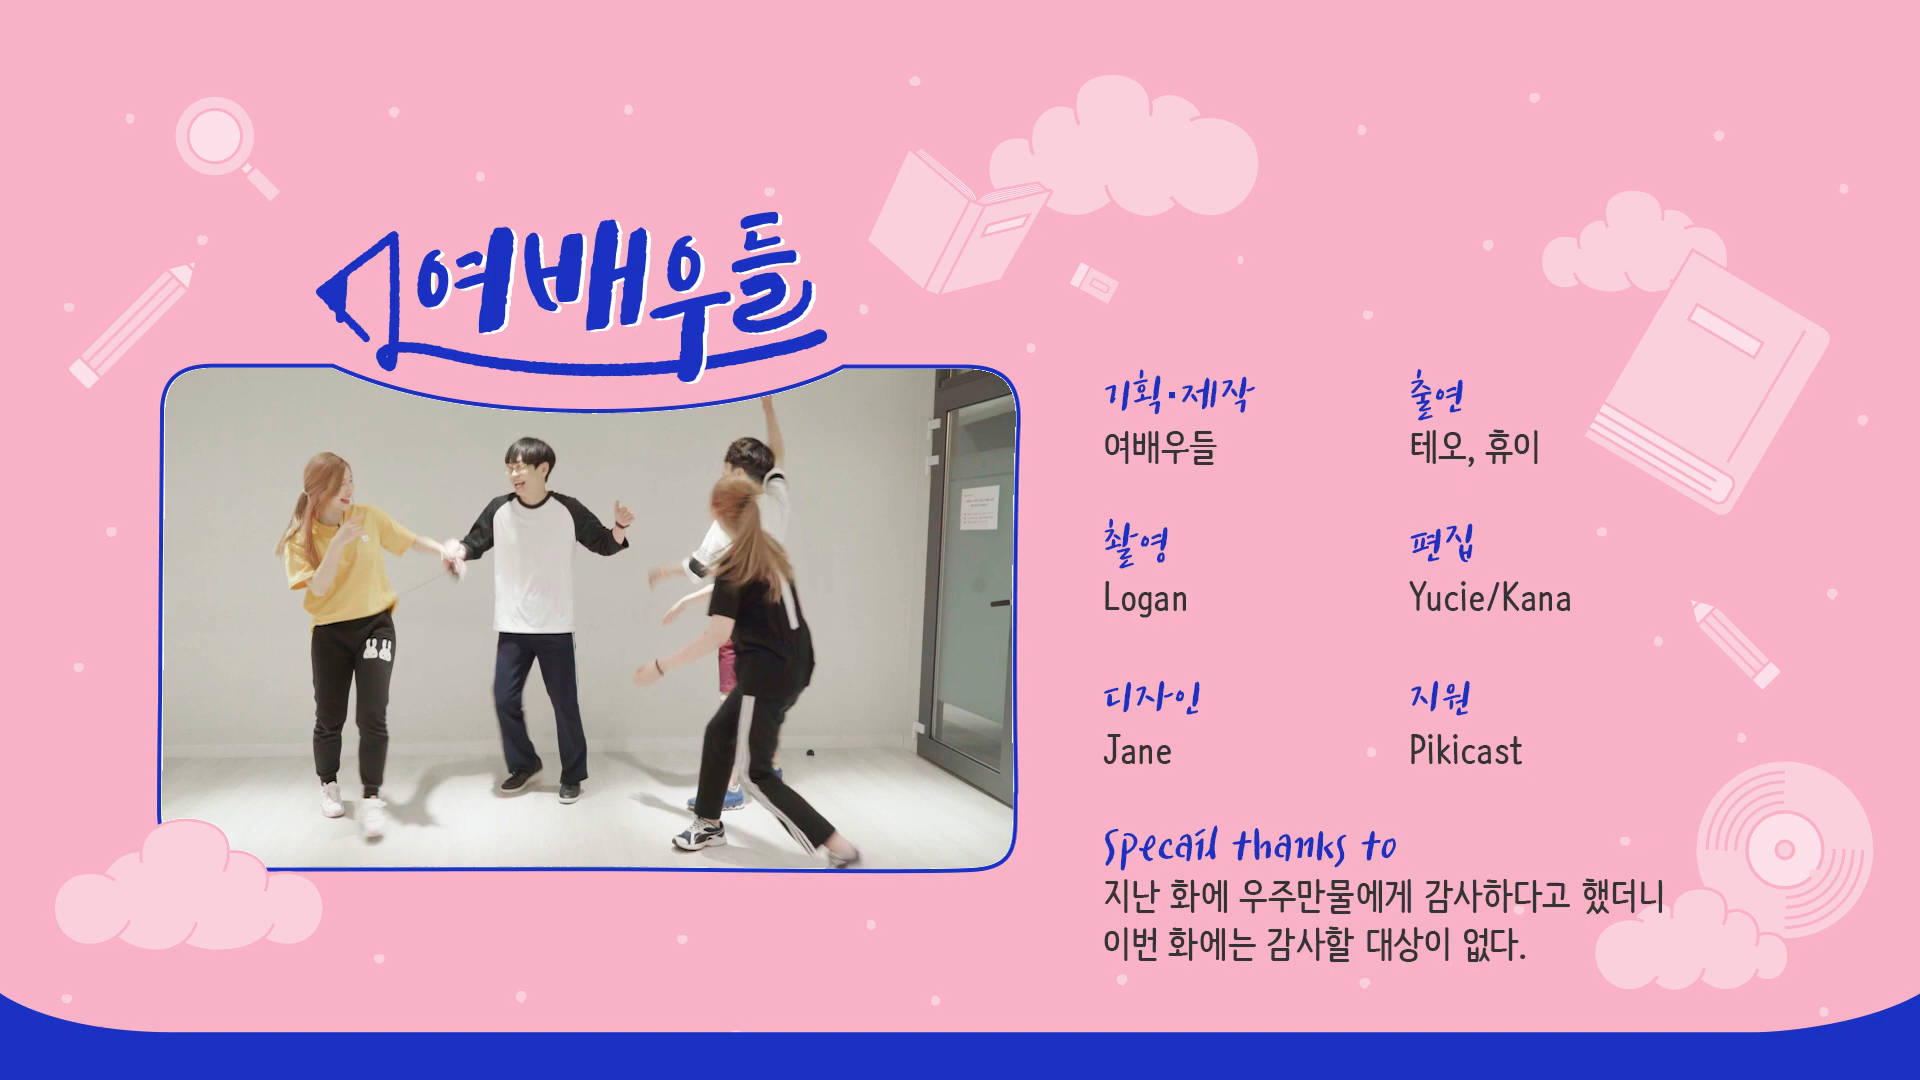 여배우들
기획·제작
여배우들
출연
테오, 휴이
촬영
Logan
편집
Yucie/Kana
디자인
Jane
지원
Pikicast
Specail thanks to
지난 화에 우주만물에게 감사하다고 했더니
이번 화에는 감사할 대상이 없다.